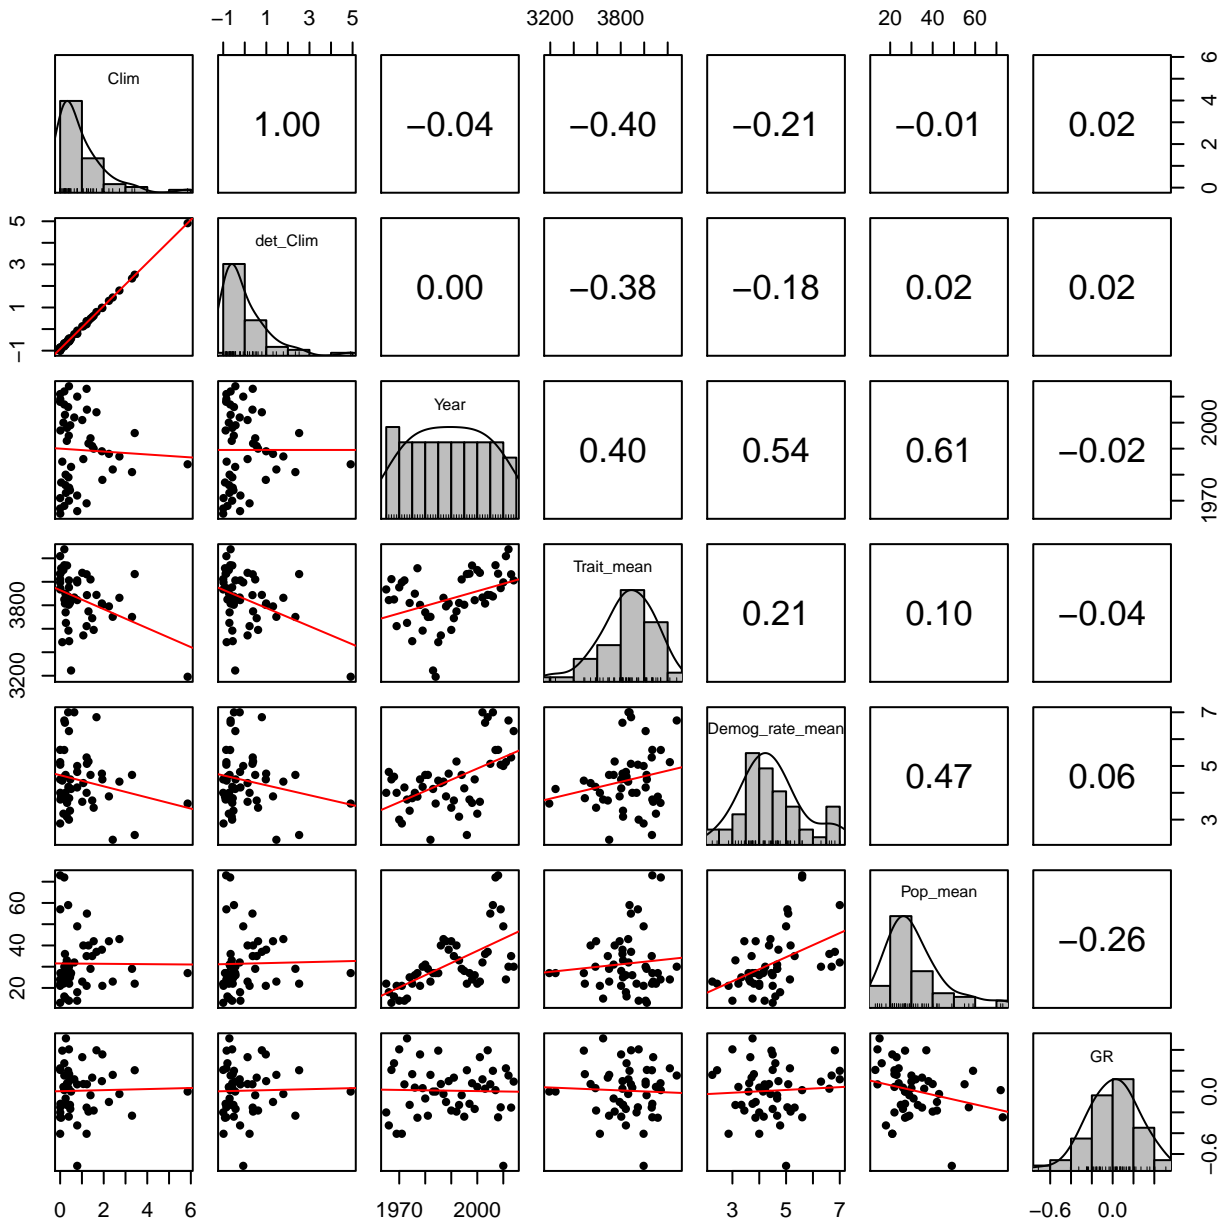 −1 1 3 5 3200 3800 20 40 60
Clim
1.00 −0.04 −0.40 −0.21 −0.01 0.02
0 2 4 6
−1 1 3 5
det_Clim
0.00 −0.38 −0.18 0.02 0.02
Year
0.40 0.54 0.61 −0.02
1970 2000
3200 3800
Trait_mean
0.21 0.10 −0.04
Demog_rate_mean
0.47 0.06
3 5 7
20 40 60
Pop_mean
−0.26
GR
−0.6 0.0
0 2 4 6 1970 2000 3 5 7 −0.6 0.0